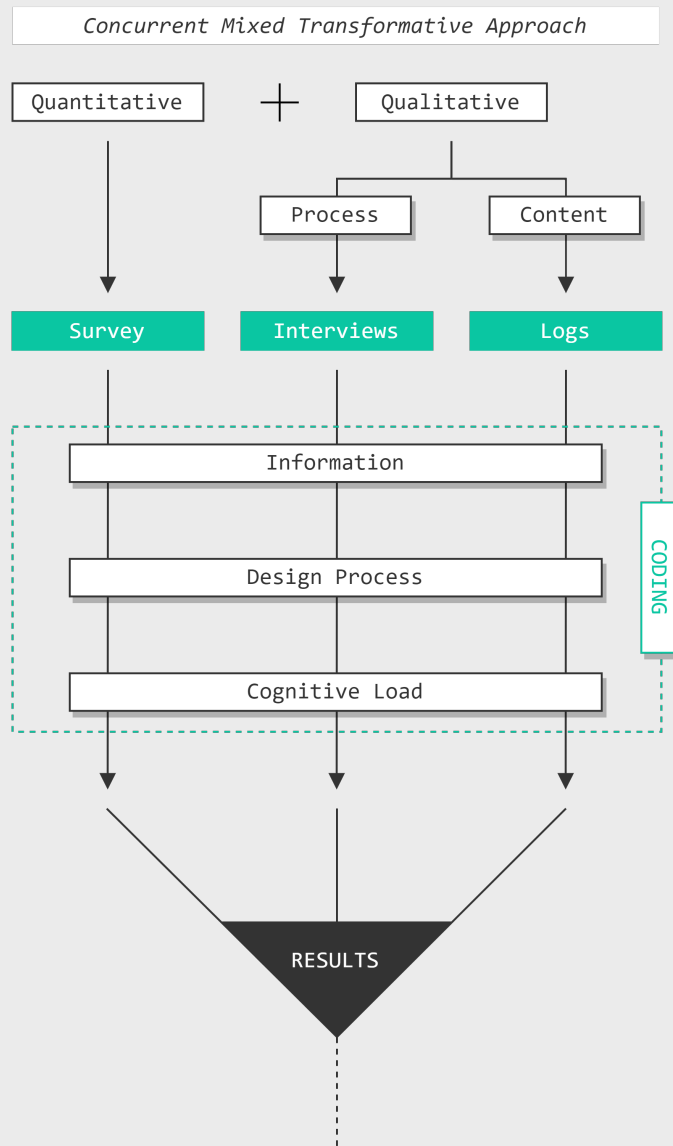 Concurrent Mixed Transformative Approach
Quantitative
Qualitative
Process
Content
Survey
Interviews
Logs
Information
Design Process
CODING
Cognitive Load
RESULTS